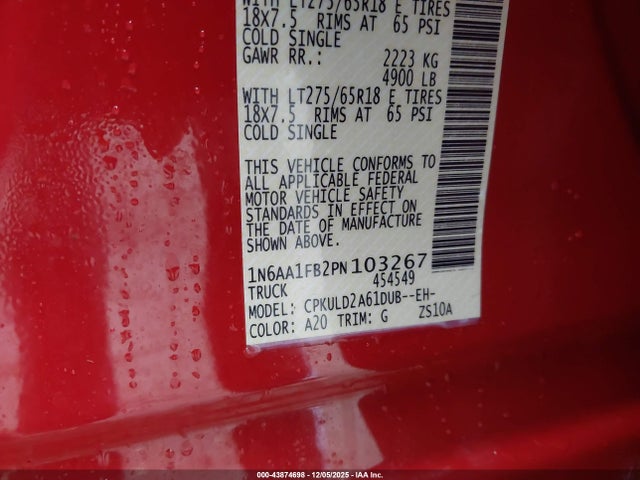 WITH LT275/65R18 E TIRES
18X7.5 RIMS AT 65 PSI
COLD SINGLE
GAWR RR.: 2223 KG
4900 LB
WITH LT275/65R18 E TIRES
18X7.5 RIMS AT 65 PSI
COLD SINGLE
THIS VEHICLE CONFORMS TO
ALL APPLICABLE FEDERAL
MOTOR VEHICLE SAFETY
STANDARDS IN EFFECT ON
THE DATE OF MANUFACTURE
SHOWN ABOVE.
1N6AA1FB2PN103267
TRUCK 454549
MODEL: CPKULD2A61DUB--EH-
COLOR: A20 TRIM: G ZS10A
000-43874698 - 12/05/2025 - IAA Inc.